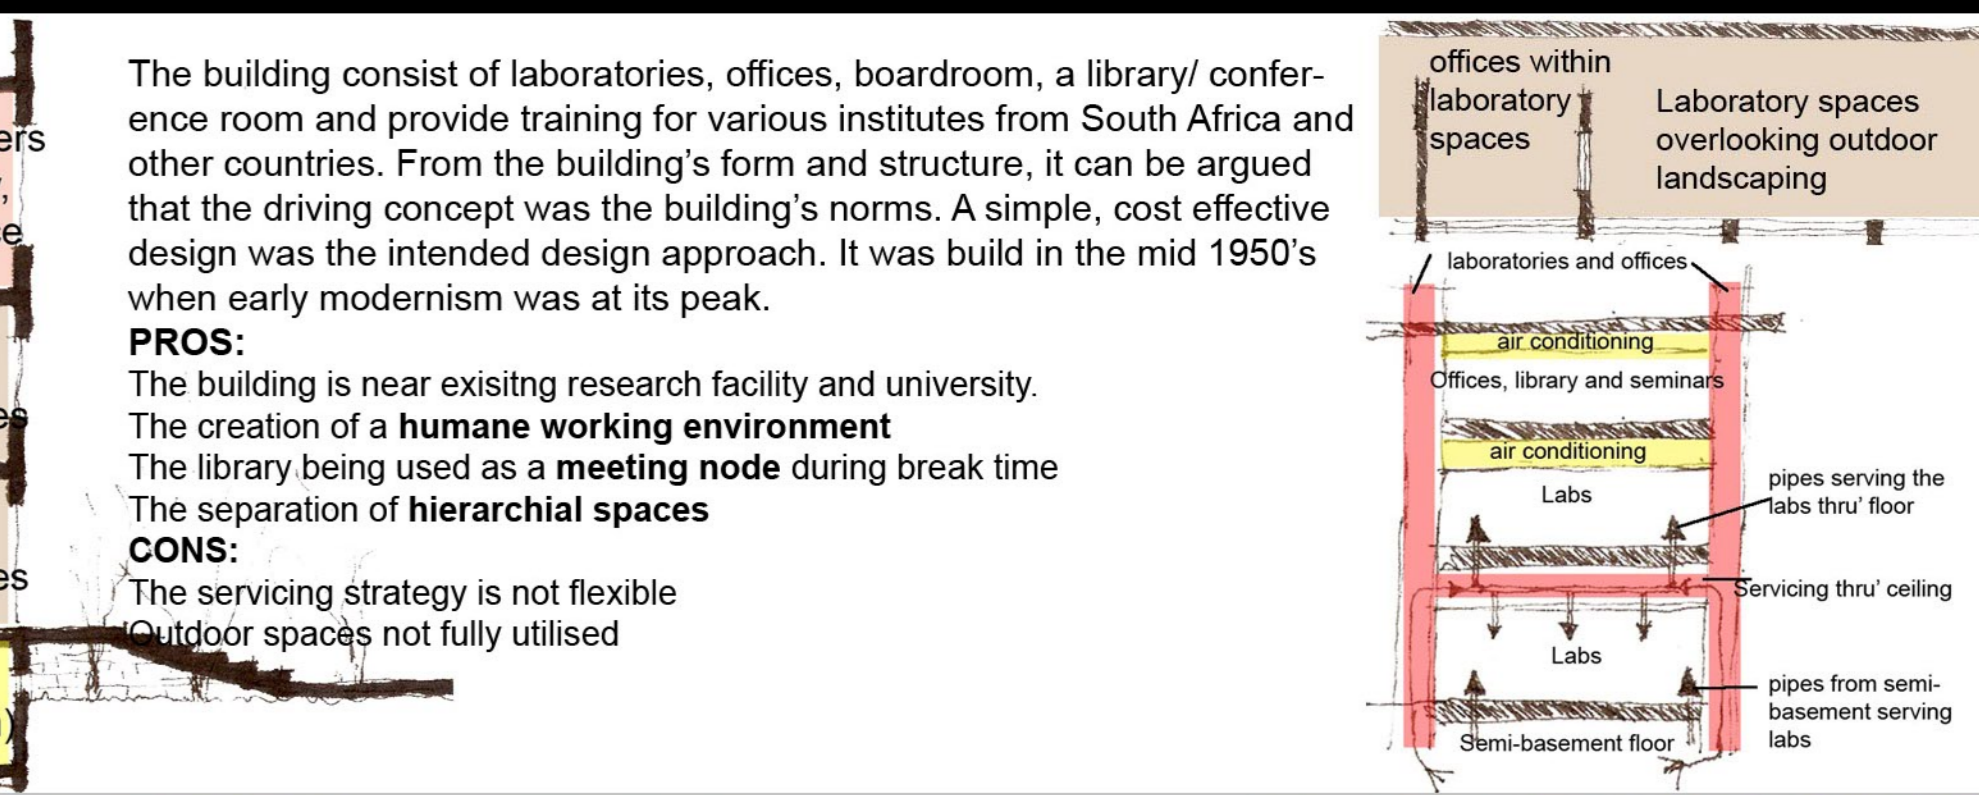 ers
The building consist of laboratories, offices, boardroom, a library/ confer-
ence room and provide training for various institutes from South Africa and
other countries. From the building’s form and structure, it can be argued
that the driving concept was the building’s norms. A simple, cost effective
design was the intended design approach. It was build in the mid 1950’s
when early modernism was at its peak.
PROS:
The building is near exisitng research facility and university.
The creation of a humane working environment
The library being used as a meeting node during break time
The separation of hierarchial spaces
CONS:
The servicing strategy is not flexible
Outdoor spaces not fully utilised
offices within
laboratory
spaces
Laboratory spaces
overlooking outdoor
landscaping
laboratories and offices
air conditioning
Offices, library and seminars
air conditioning
Labs
pipes serving the
labs thru’ floor
Servicing thru’ ceiling
Labs
pipes from semi-
basement serving
labs
Semi-basement floor